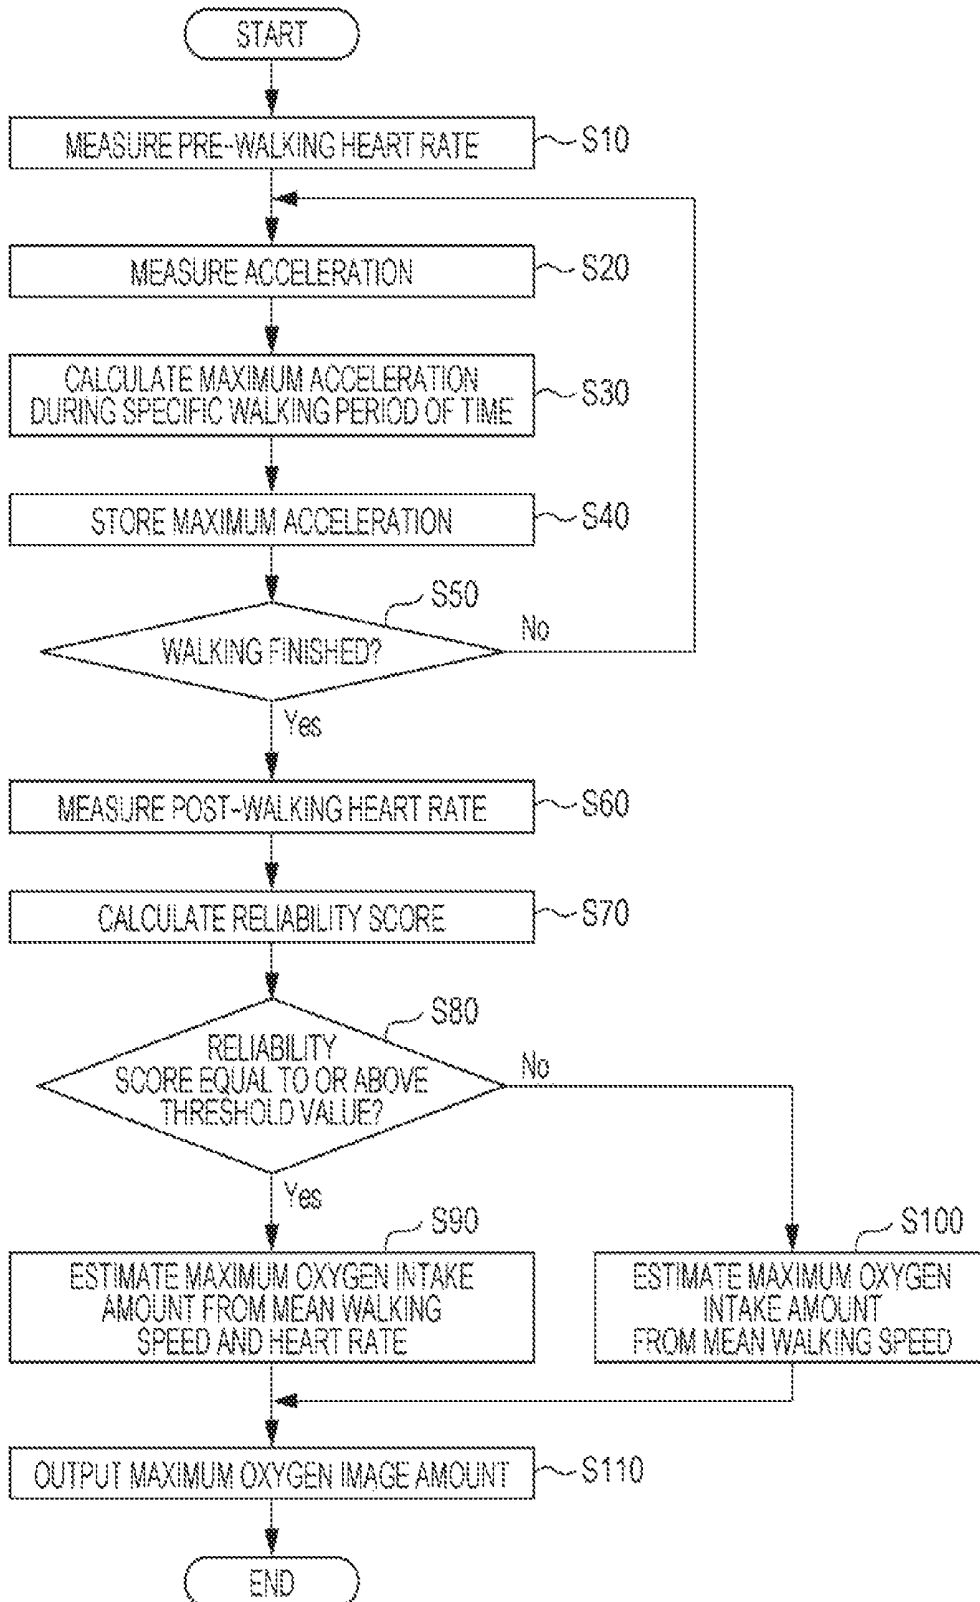 START
MEASURE PRE-WALKING HEART RATE
S10
MEASURE ACCELERATION
S20
CALCULATE MAXIMUM ACCELERATION
DURING SPECIFIC WALKING PERIOD OF TIME
S30
STORE MAXIMUM ACCELERATION
S40
S50
WALKING FINISHED?
No
Yes
MEASURE POST-WALKING HEART RATE
S60
CALCULATE RELIABILITY SCORE
S70
S80
RELIABILITY
SCORE EQUAL TO OR ABOVE
THRESHOLD VALUE?
No
Yes
S90
ESTIMATE MAXIMUM OXYGEN INTAKE
AMOUNT FROM MEAN WALKING
SPEED AND HEART RATE
S100
ESTIMATE MAXIMUM OXYGEN
INTAKE AMOUNT
FROM MEAN WALKING SPEED
OUTPUT MAXIMUM OXYGEN IMAGE AMOUNT
S110
END